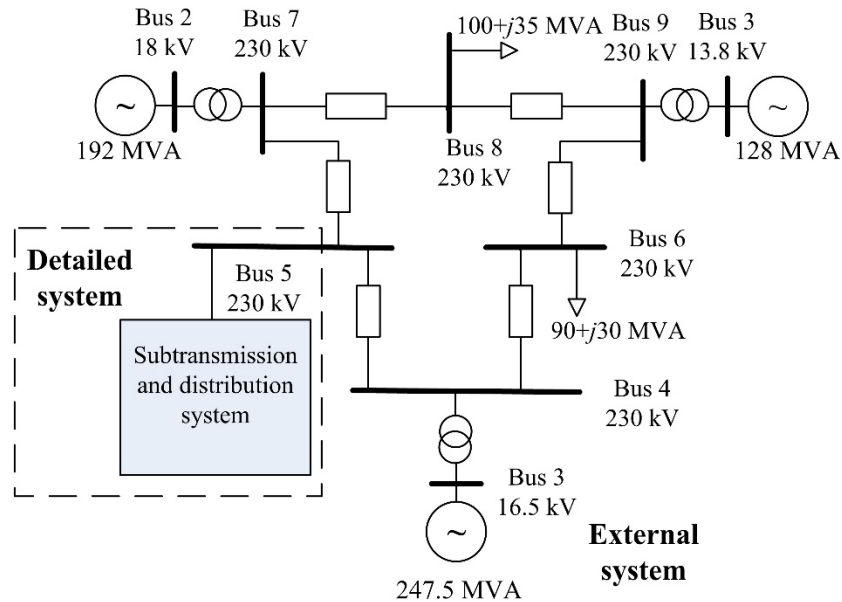 Bus 2
18 kV
Bus 7
230 kV
100+j35 MVA
Bus 9
230 kV
Bus 3
13.8 kV
~
~
192 MVA
Bus 8
230 kV
128 MVA
Detailed
system
Bus 5
230 kV
Bus 6
230 kV
90+j30 MVA
Subtransmission
and distribution
system
Bus 4
230 kV
Bus 3
16.5 kV
~
External
system
247.5 MVA